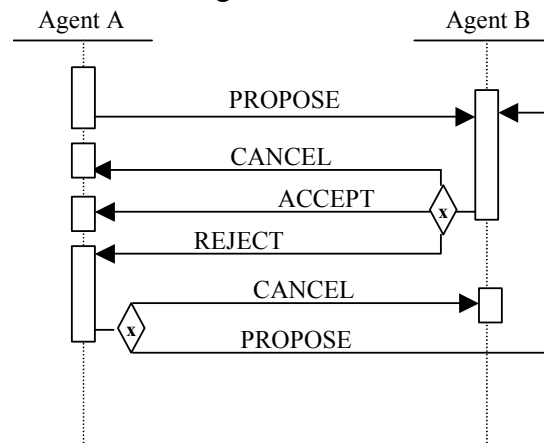 Agent A
Agent B
PROPOSE
CANCEL
ACCEPT
x
REJECT
CANCEL
x
PROPOSE